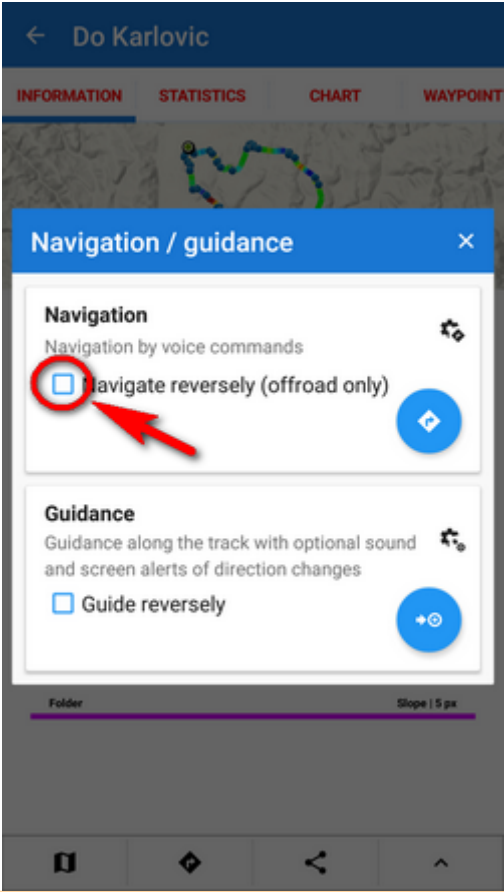 Do Karlovic
INFORMATION STATISTICS CHART WAYPOINT
Navigation / guidance
Navigation
Navigation by voice commands
Navigate reversely (offroad only)
Guidance
Guidance along the track with optional sound
and screen alerts of direction changes
Guide reversely
Folder Slope | 5 px